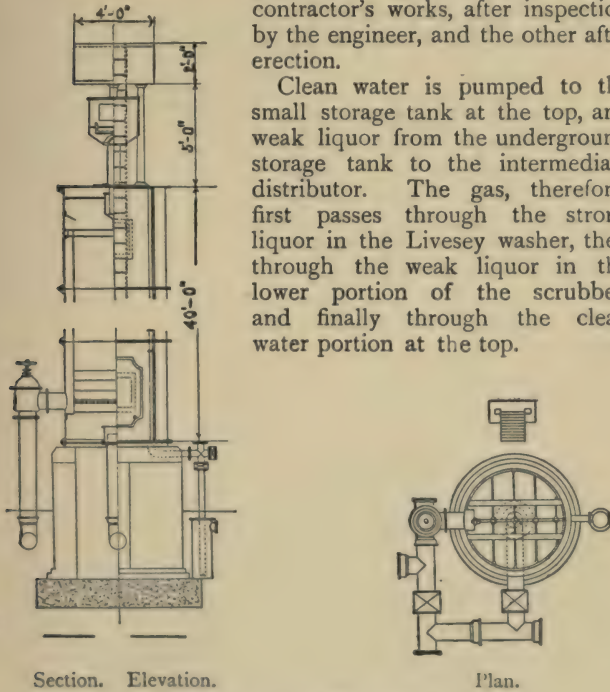 4'-0"
2'-0"
5'-0"
40'-0"
contractor's works, after inspectio
by the engineer, and the other aft
erection.
Clean water is pumped to th
small storage tank at the top, an
weak liquor from the undergroun
storage tank to the intermedia
distributor. The gas, therefor
first passes through the stron
liquor in the Livesey washer, the
through the weak liquor in th
lower portion of the scrubbe
and finally through the clea
water portion at the top.
Section. Elevation.
Plan.